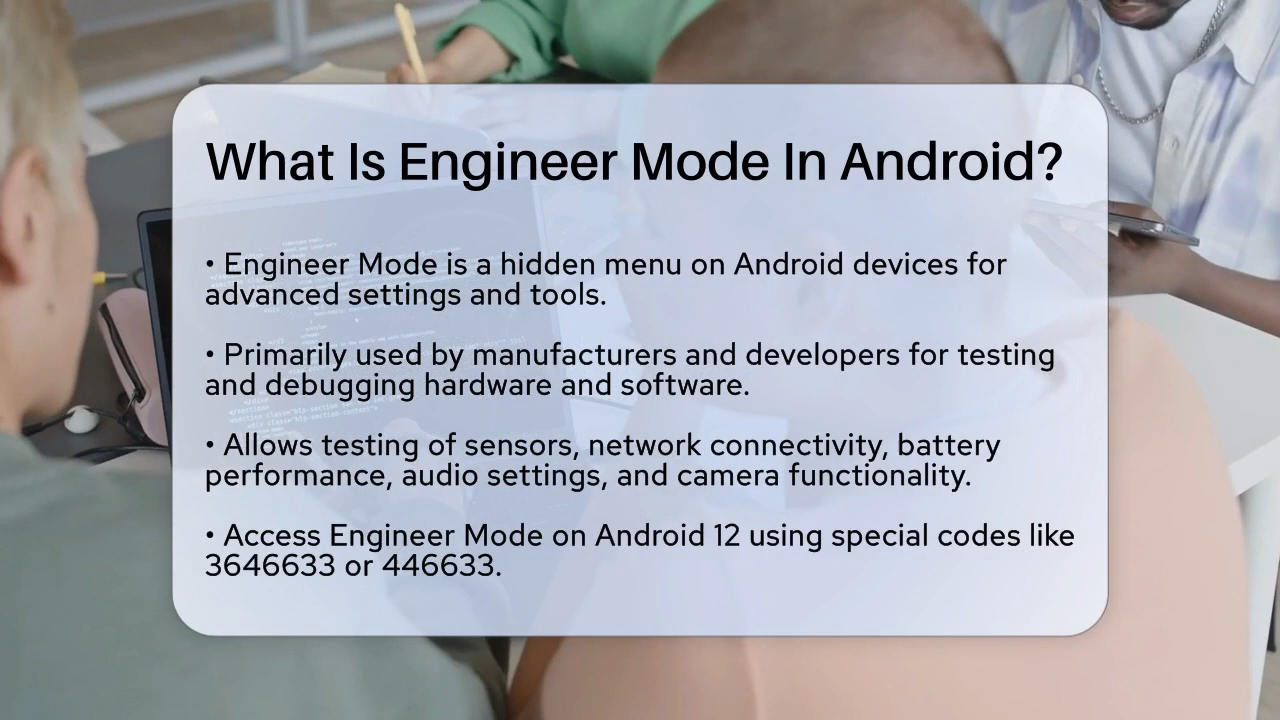 What Is Engineer Mode In Android?
• Engineer Mode is a hidden menu on Android devices for
advanced settings and tools.
• Primarily used by manufacturers and developers for testing
and debugging hardware and software.
• Allows testing of sensors, network connectivity, battery
performance, audio settings, and camera functionality.
• Access Engineer Mode on Android 12 using special codes like
3646633 or 446633.